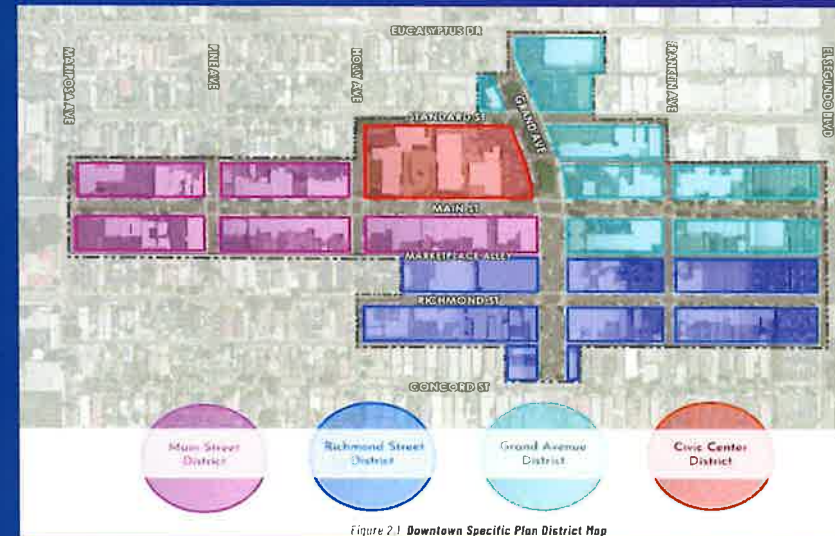 EUCALYPTUS DR
MARIPOSA AVE
PINE AVE
HOLLY AVE
GRAND AVE
FRANKLIN AVE
EL SEGUNDO BLVD
STANDARD ST
MAIN ST
MARKETPLACE ALLEY
RICHMOND ST
CONCORD ST
Main Street
District
Richmond Street
District
Grand Avenue
District
Civic Center
District
Figure 2.1 Downtown Specific Plan District Map